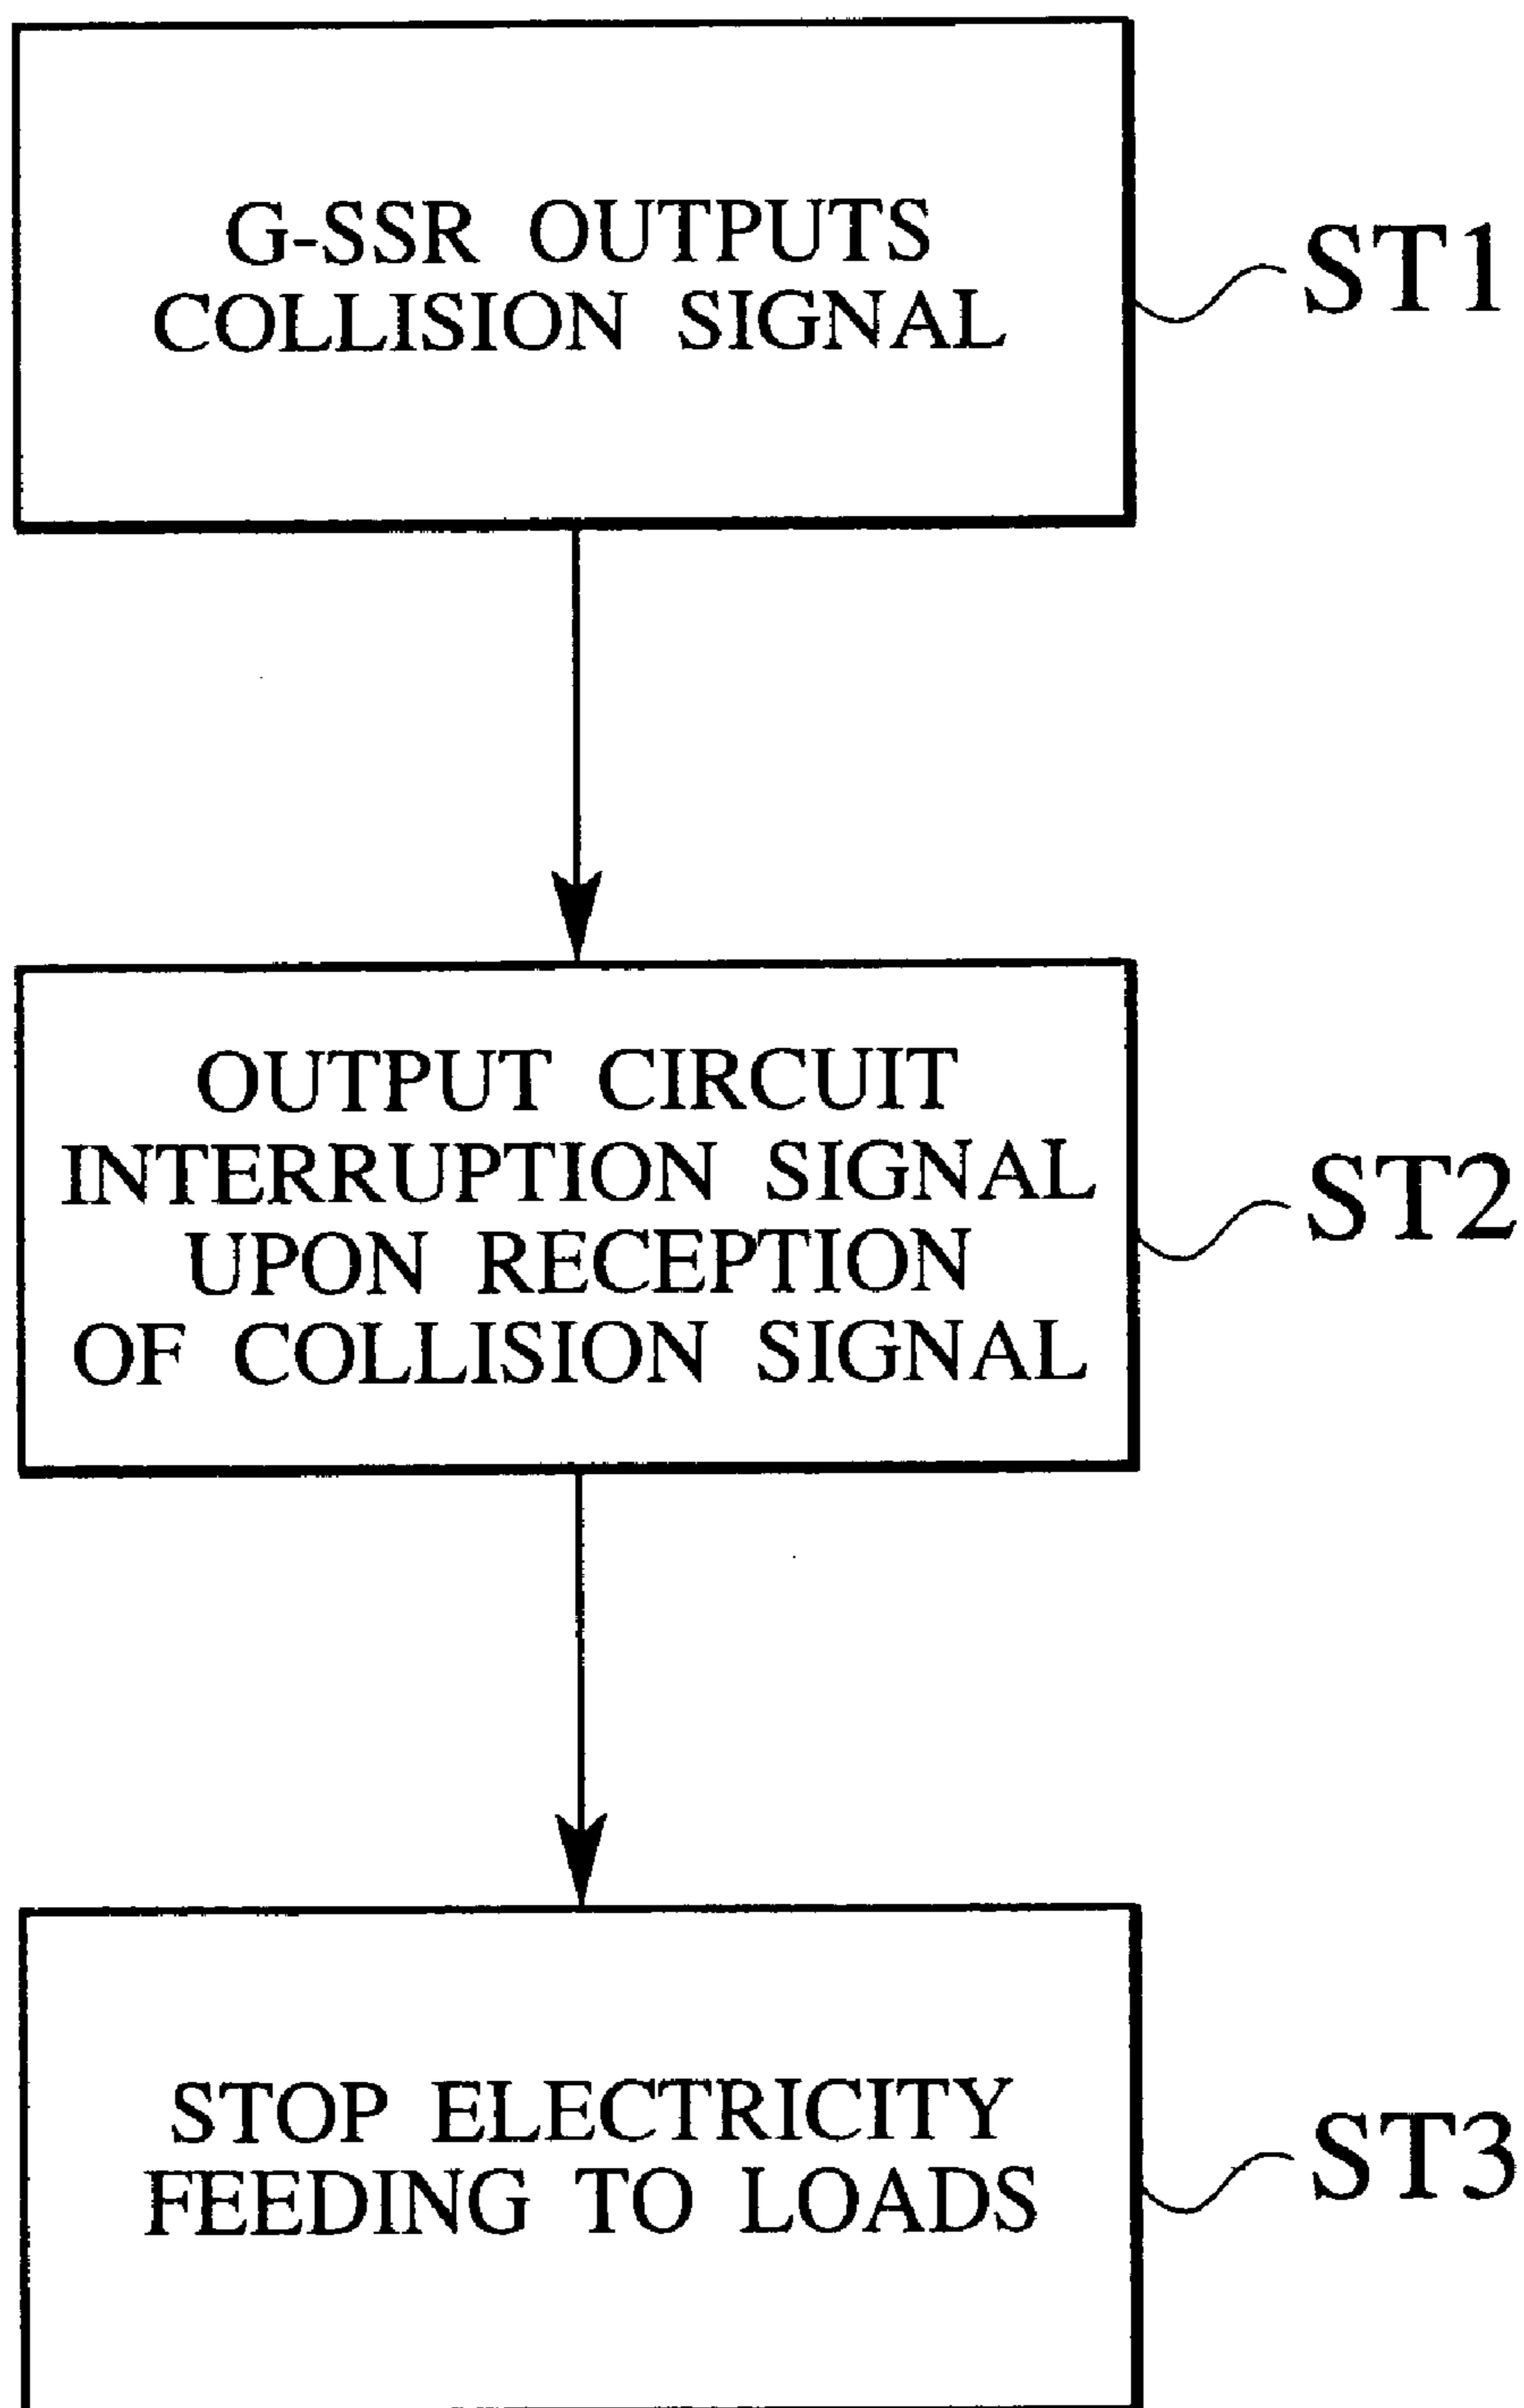 G-SSR OUTPUTS
COLLISION SIGNAL
ST1
OUTPUT CIRCUIT
INTERRUPTION SIGNAL
UPON RECEPTION
OF COLLISION SIGNAL
ST2
STOP ELECTRICITY
FEEDING TO LOADS
ST3